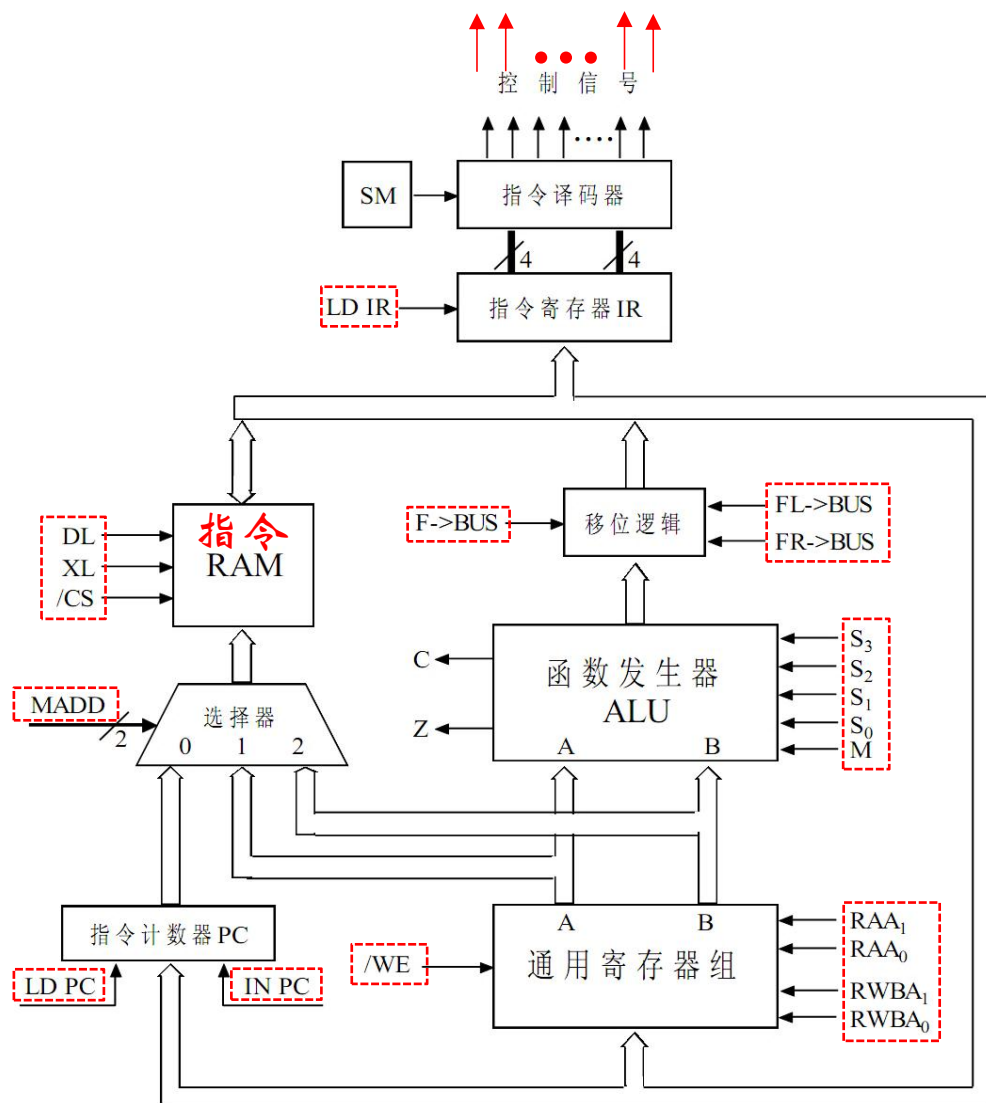 控 制 信 号
SM
指令译码器
4
4
LD IR
指令寄存器IR
DL
XL
/CS
指令
RAM
F->BUS
移位逻辑
FL->BUS
FR->BUS
MADD
2
选择器
0 1 2
C
Z
函数发生器
ALU
A B
S₃
S₂
S₁
S₀
M
指令计数器PC
LD PC
IN PC
/WE
A B
通用寄存器组
RAA₁
RAA₀
RWBA₁
RWBA₀